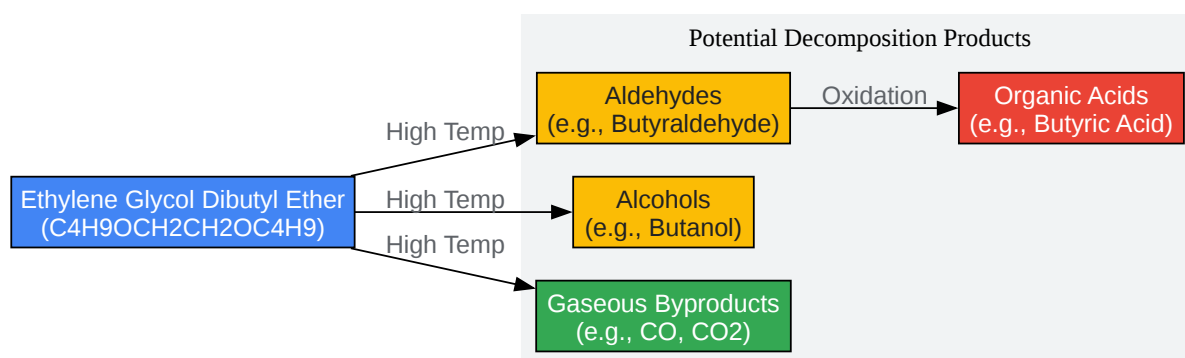 Potential Decomposition Products
Aldehydes
(e.g., Butyraldehyde)
Oxidation
Organic Acids
(e.g., Butyric Acid)
High Temp
Ethylene Glycol Dibutyl Ether
(C4H9OCH2CH2OC4H9)
High Temp
Alcohols
(e.g., Butanol)
High Temp
Gaseous Byproducts
(e.g., CO, CO2)